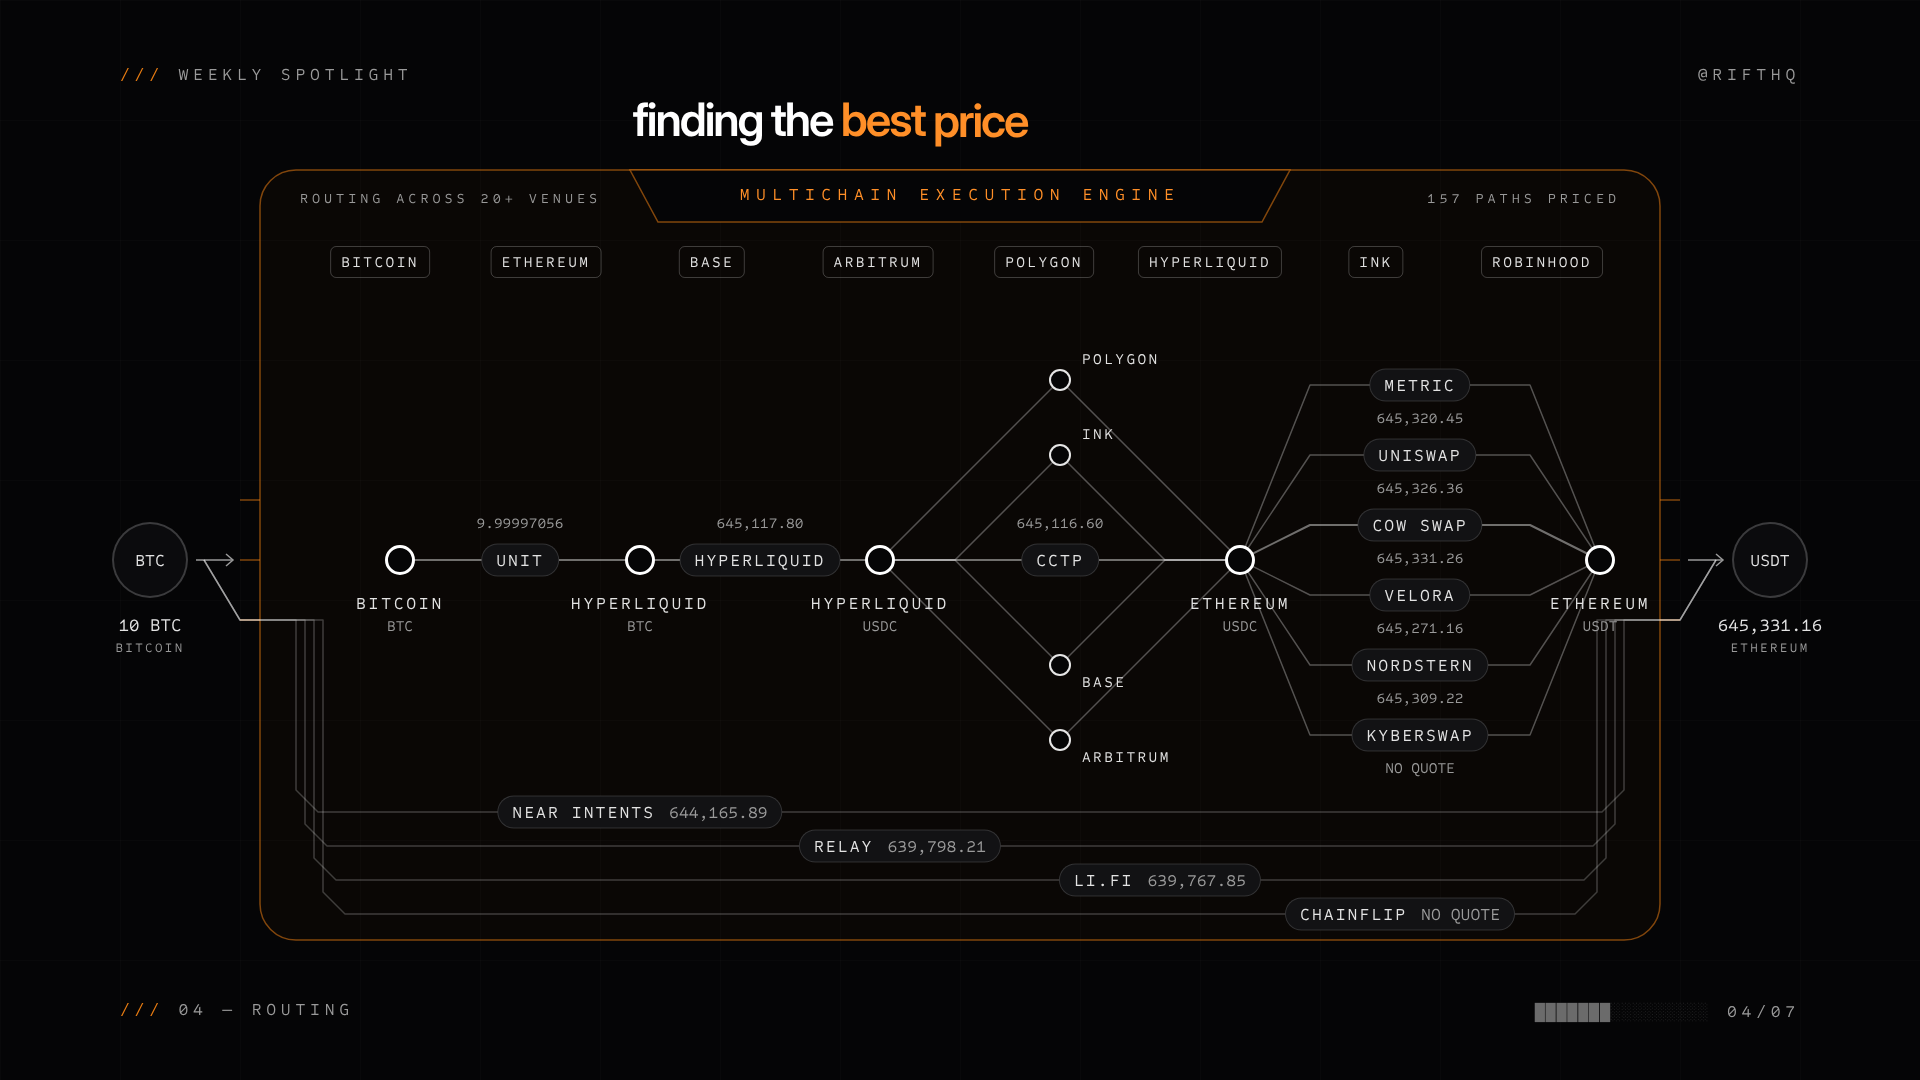 /// WEEKLY SPOTLIGHT
@RIFTHQ
finding the best price
ROUTING ACROSS 20+ VENUES
MULTICHAIN EXECUTION ENGINE
157 PATHS PRICED
BITCOIN
ETHEREUM
BASE
ARBITRUM
POLYGON
HYPERLIQUID
INK
ROBINHOOD
BTC
10 BTC
BITCOIN
BITCOIN
BTC
9.99997056
UNIT
HYPERLIQUID
BTC
645,117.80
HYPERLIQUID
HYPERLIQUID
USDC
POLYGON
INK
645,116.60
CCTP
BASE
ARBITRUM
ETHEREUM
USDC
METRIC
645,320.45
UNISWAP
645,326.36
COW SWAP
645,331.26
VELORA
645,271.16
NORDSTERN
645,309.22
KYBERSWAP
NO QUOTE
ETHEREUM
USDT
USDT
645,331.16
ETHEREUM
NEAR INTENTS 644,165.89
RELAY 639,798.21
LI.FI 639,767.85
CHAINFLIP NO QUOTE
/// 04 — ROUTING
04/07